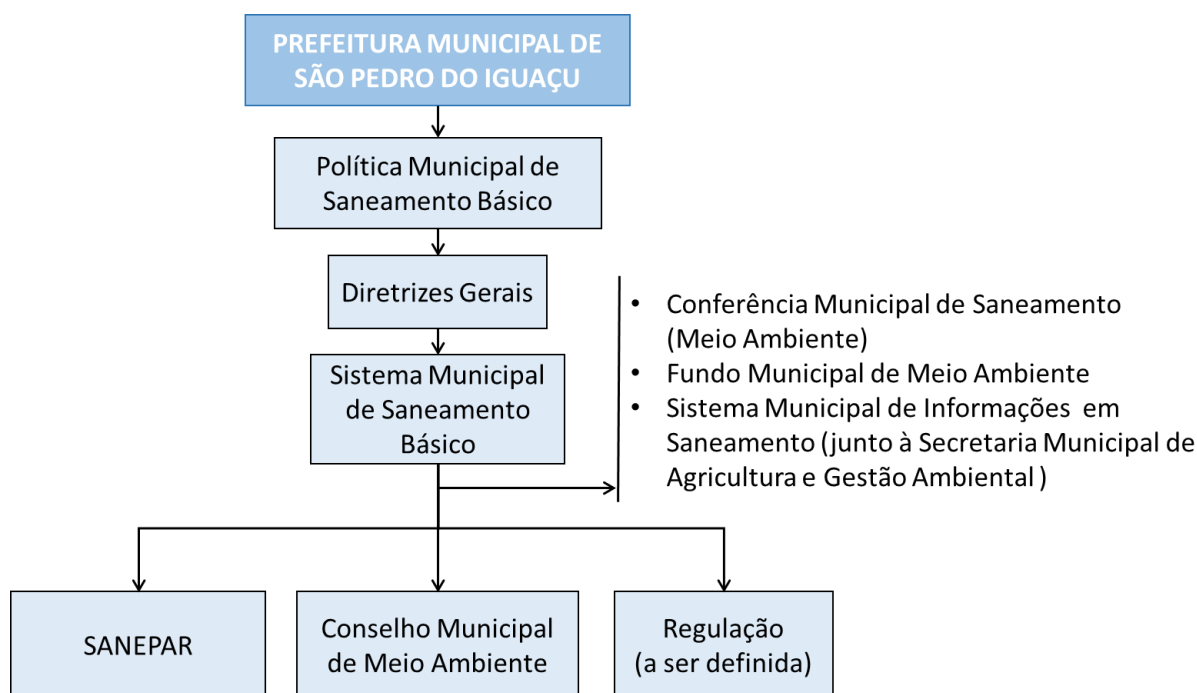 PREFEITURA MUNICIPAL DE
SÃO PEDRO DO IGUAÇU
Política Municipal de
Saneamento Básico
Diretrizes Gerais
Sistema Municipal
de Saneamento
Básico
• Conferência Municipal de Saneamento
(Meio Ambiente)
• Fundo Municipal de Meio Ambiente
• Sistema Municipal de Informações em
Saneamento (junto à Secretaria Municipal de
Agricultura e Gestão Ambiental )
SANEPAR
Conselho Municipal
de Meio Ambiente
Regulação
(a ser definida)